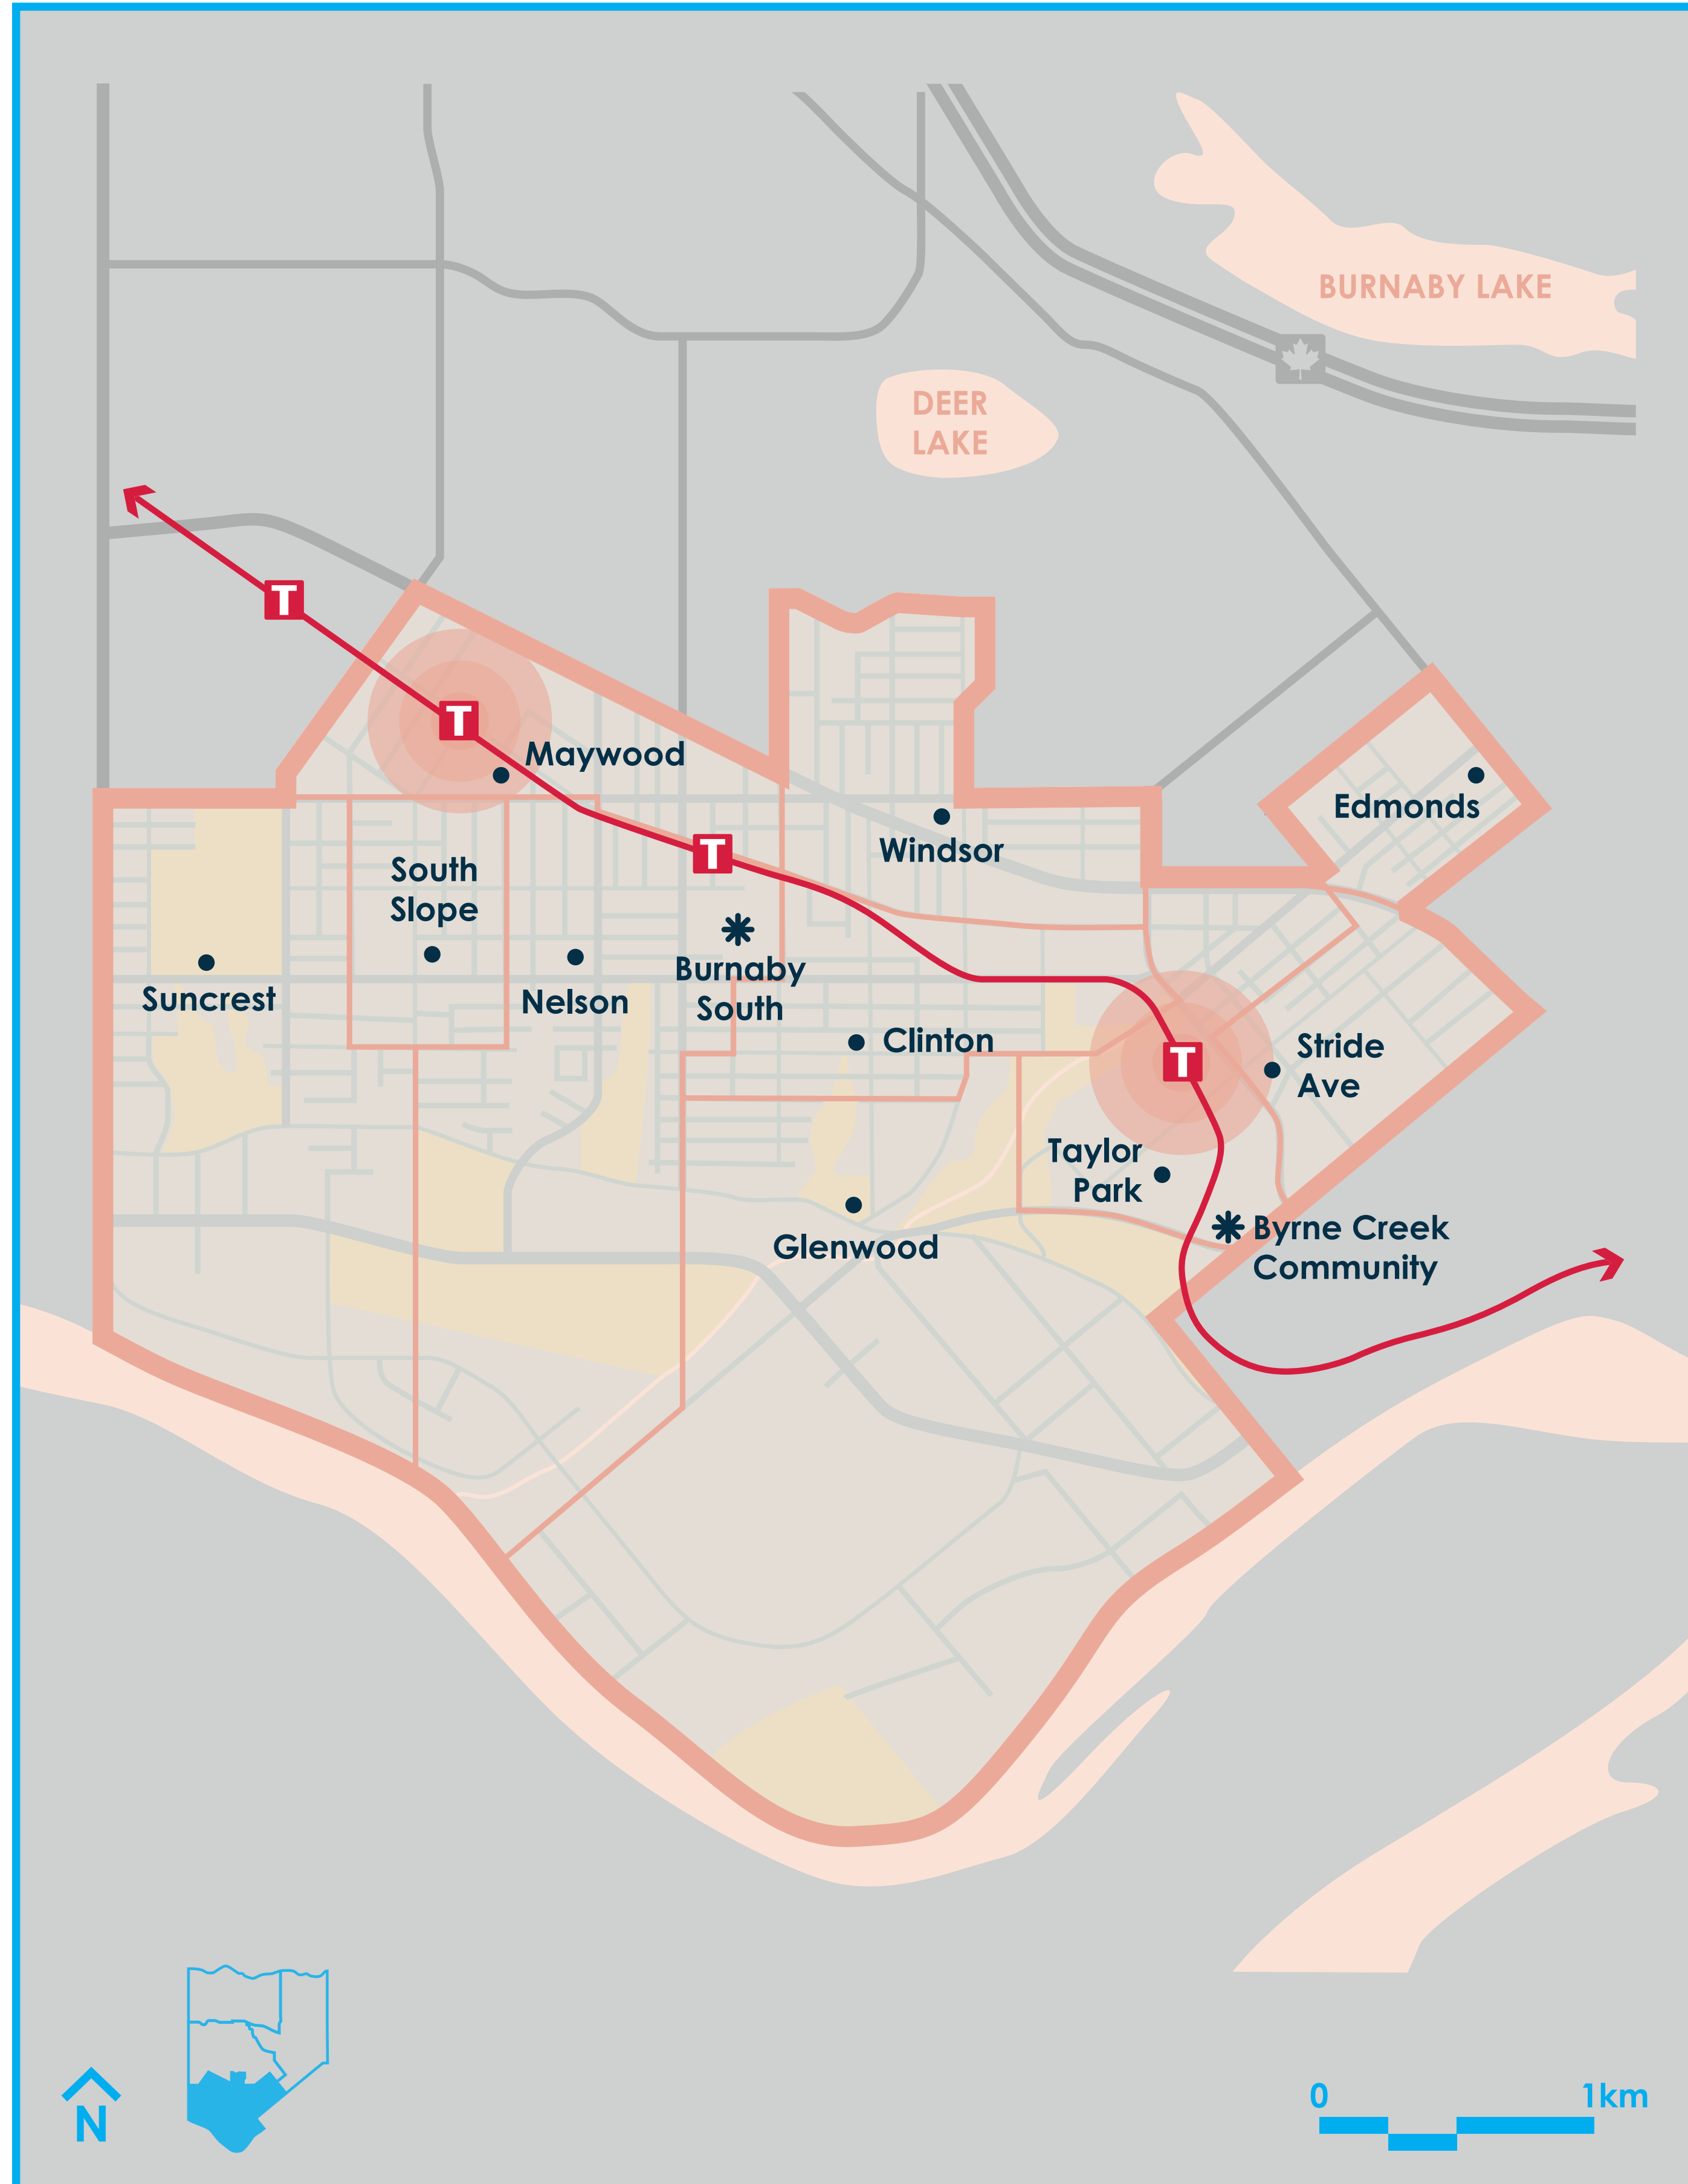 BURNABY LAKE
DEER
LAKE
T
T
Maywood
Edmonds
T
Windsor
South
Slope
Burnaby
South
Suncrest
Nelson
Clinton
T
Stride
Ave
Taylor
Park
Byrne Creek
Community
Glenwood
N
0 1km